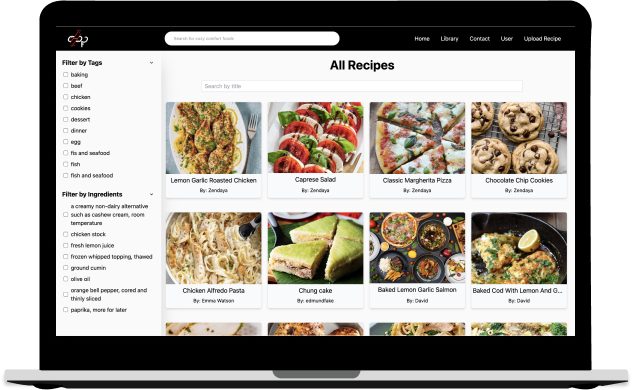 Search for cozy comfort foods
Home
Library
Contact
User
Upload Recipe
Filter by Tags
baking
beef
chicken
cookies
dessert
dinner
egg
fis and seafood
fish
fish and seafood
Filter by Ingredients
a creamy non-dairy alternative
such as cashew cream, room
temperature
chicken stock
fresh lemon juice
frozen whipped topping, thawed
ground cumin
olive oil
orange bell pepper, cored and
thinly sliced
paprika, more for later
All Recipes
Search by title
Lemon Garlic Roasted Chicken
By: Zendaya
Caprese Salad
By: Zendaya
Classic Margherita Pizza
By: Zendaya
Chocolate Chip Cookies
By: Zendaya
Chicken Alfredo Pasta
By: Emma Watson
Chung cake
By: edmundfake
Baked Lemon Garlic Salmon
By: David
Baked Cod With Lemon And G...
By: David